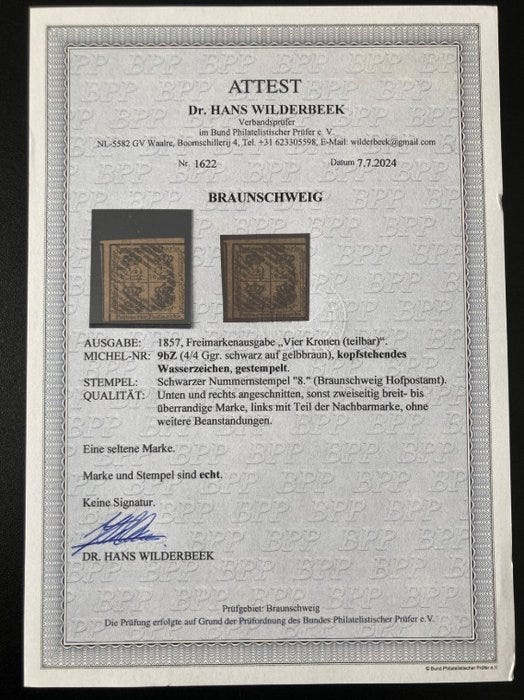 ATTEST
Dr. HANS WILDERBEEK
Verbandsprüfer
im Bund Philatelistischer Prüfer e. V.
NL-5582 GV Waalre, Boomschillerij 4, Tel. +31 623305598, E-Mail: wilderbeek@gmail.com
Nr. 1622 Datum 7.7.2024
BRAUNSCHWEIG
AUSGABE: 1857, Freimarkenausgabe „Vier Kronen (teilbar)“.
MICHEL-NR: 9bZ (4/4 Ggr. schwarz auf gelbbraun), kopfstehendes
Wasserzeichen, gestempelt.
STEMPEL: Schwarzer Nummernstempel "8." (Braunschweig Hofpostamt).
QUALITÄT: Unten und rechts angeschnitten, sonst zweiseitig breit- bis
überrandige Marke, links mit Teil der Nachbarmarke, ohne
weitere Beanstandungen.
Eine seltene Marke.
Marke und Stempel sind echt.
Keine Signatur.
DR. HANS WILDERBEEK
Prüfgebiet: Braunschweig
Die Prüfung erfolgte auf Grund der Prüfordnung des Bundes Philatelistischer Prüfer e.V.
© Bund Philatelistischer Prüfer e.V.